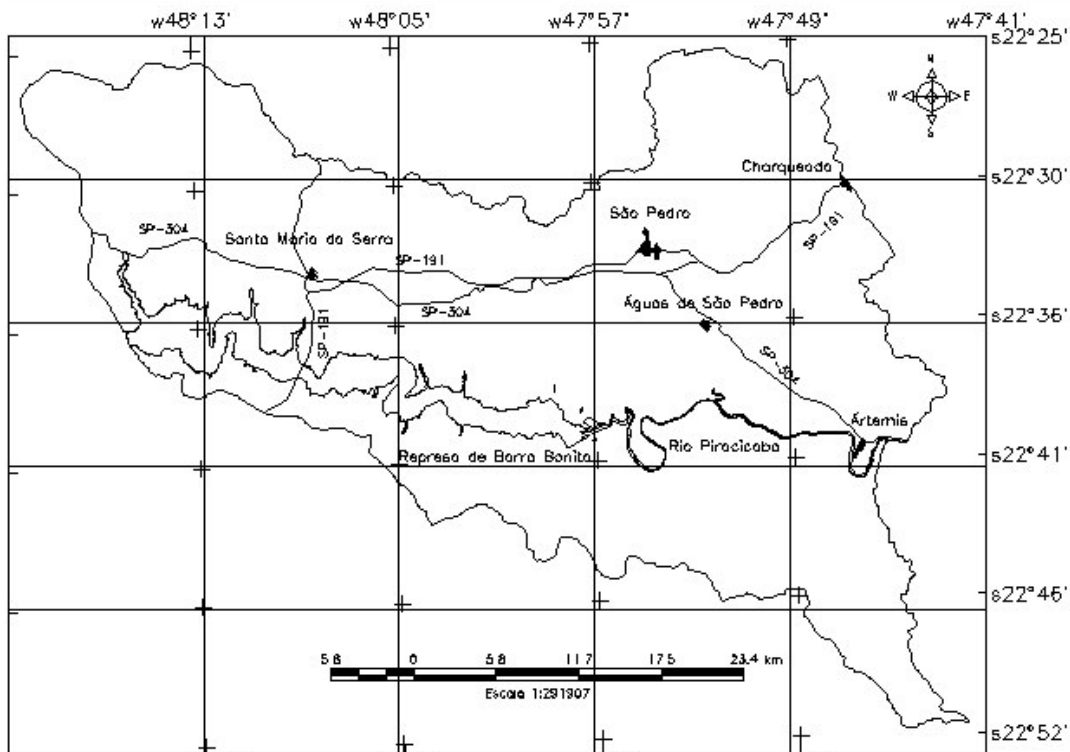 w48°13' w48°05' w47°57' w47°49' w47°41'
s22°25'
N
W E
S
Charqueada
s22°30'
São Pedro
SP-191
SP-304
Santa Maria da Serra
SP-191
Águas de São Pedro
SP-304
s22°36'
SP-191
SP-304
Ártemis
Rio Piracicaba
Represa de Barra Bonita
s22°41'
s22°46'
5.8 0 5.8 11.7 17.5 23.4 km
Escala 1:291907
s22°52'